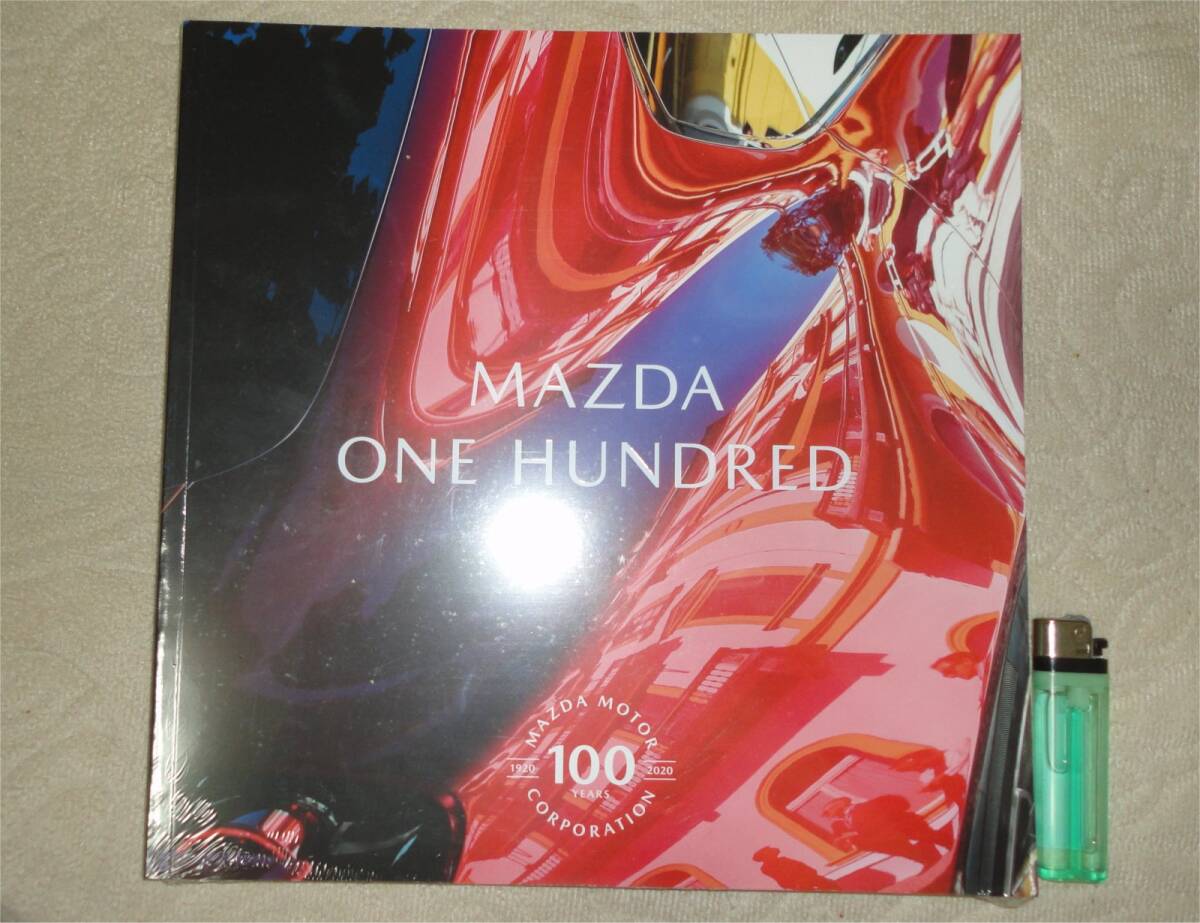 MAZDA
ONE HUNDRED
MAZDA MOTOR
1920 100 2020
YEARS
CORPORATION